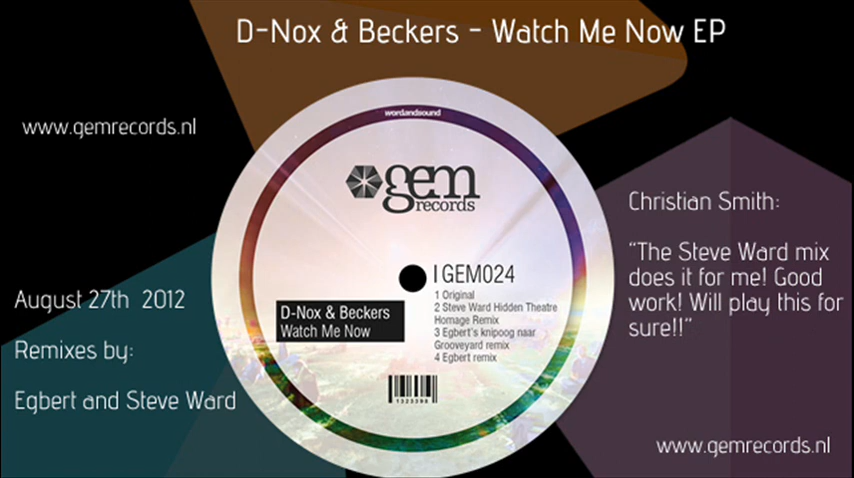 D-Nox & Beckers - Watch Me Now EP
www.gemrecords.nl
wordandsound
gem
records
GEM024
1 Original
2 Steve Ward Hidden Theatre
Homage Remix
3 Egbert's knipoog naar
Grooveyard remix
4 Egbert remix
D-Nox & Beckers
Watch Me Now
1323398
August 27th 2012
Remixes by:
Egbert and Steve Ward
Christian Smith:
“The Steve Ward mix
does it for me! Good
work! Will play this for
sure!!”
www.gemrecords.nl